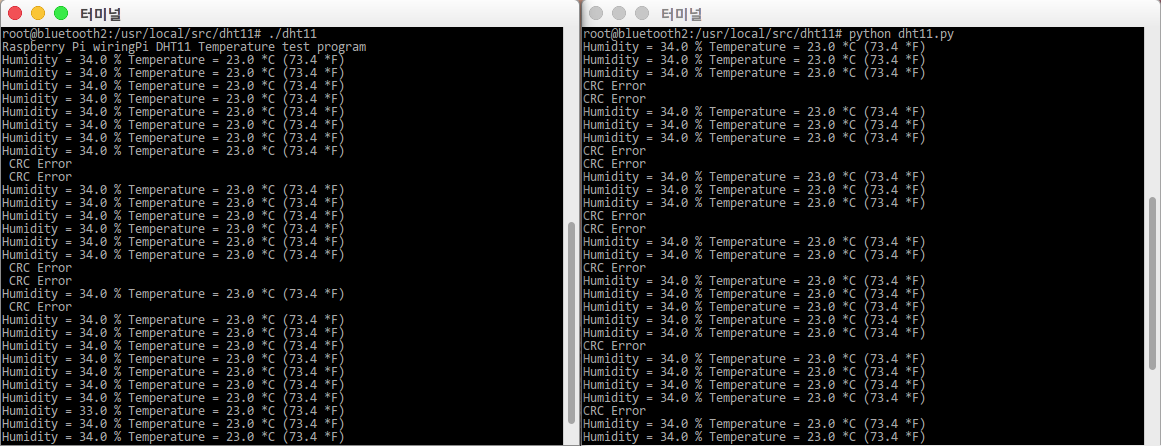 터미널
root@bluetooth2:/usr/local/src/dht11# ./dht11
Raspberry Pi wiringPi DHT11 Temperature test program
Humidity = 34.0 % Temperature = 23.0 *C (73.4 *F)
Humidity = 34.0 % Temperature = 23.0 *C (73.4 *F)
Humidity = 34.0 % Temperature = 23.0 *C (73.4 *F)
Humidity = 34.0 % Temperature = 23.0 *C (73.4 *F)
Humidity = 34.0 % Temperature = 23.0 *C (73.4 *F)
Humidity = 34.0 % Temperature = 23.0 *C (73.4 *F)
Humidity = 34.0 % Temperature = 23.0 *C (73.4 *F)
Humidity = 34.0 % Temperature = 23.0 *C (73.4 *F)
CRC Error
CRC Error
Humidity = 34.0 % Temperature = 23.0 *C (73.4 *F)
Humidity = 34.0 % Temperature = 23.0 *C (73.4 *F)
Humidity = 34.0 % Temperature = 23.0 *C (73.4 *F)
Humidity = 34.0 % Temperature = 23.0 *C (73.4 *F)
Humidity = 34.0 % Temperature = 23.0 *C (73.4 *F)
Humidity = 34.0 % Temperature = 23.0 *C (73.4 *F)
CRC Error
CRC Error
Humidity = 34.0 % Temperature = 23.0 *C (73.4 *F)
CRC Error
Humidity = 34.0 % Temperature = 23.0 *C (73.4 *F)
Humidity = 34.0 % Temperature = 23.0 *C (73.4 *F)
Humidity = 34.0 % Temperature = 23.0 *C (73.4 *F)
Humidity = 34.0 % Temperature = 23.0 *C (73.4 *F)
Humidity = 34.0 % Temperature = 23.0 *C (73.4 *F)
Humidity = 34.0 % Temperature = 23.0 *C (73.4 *F)
Humidity = 34.0 % Temperature = 23.0 *C (73.4 *F)
Humidity = 33.0 % Temperature = 23.0 *C (73.4 *F)
Humidity = 34.0 % Temperature = 23.0 *C (73.4 *F)
Humidity = 34.0 % Temperature = 23.0 *C (73.4 *F)
터미널
root@bluetooth2:/usr/local/src/dht11# python dht11.py
Humidity = 34.0 % Temperature = 23.0 *C (73.4 *F)
Humidity = 34.0 % Temperature = 23.0 *C (73.4 *F)
Humidity = 34.0 % Temperature = 23.0 *C (73.4 *F)
CRC Error
CRC Error
Humidity = 34.0 % Temperature = 23.0 *C (73.4 *F)
Humidity = 34.0 % Temperature = 23.0 *C (73.4 *F)
Humidity = 34.0 % Temperature = 23.0 *C (73.4 *F)
CRC Error
CRC Error
Humidity = 34.0 % Temperature = 23.0 *C (73.4 *F)
Humidity = 34.0 % Temperature = 23.0 *C (73.4 *F)
Humidity = 34.0 % Temperature = 23.0 *C (73.4 *F)
CRC Error
CRC Error
Humidity = 34.0 % Temperature = 23.0 *C (73.4 *F)
Humidity = 34.0 % Temperature = 23.0 *C (73.4 *F)
CRC Error
Humidity = 34.0 % Temperature = 23.0 *C (73.4 *F)
Humidity = 34.0 % Temperature = 23.0 *C (73.4 *F)
Humidity = 34.0 % Temperature = 23.0 *C (73.4 *F)
Humidity = 34.0 % Temperature = 23.0 *C (73.4 *F)
Humidity = 34.0 % Temperature = 23.0 *C (73.4 *F)
CRC Error
Humidity = 34.0 % Temperature = 23.0 *C (73.4 *F)
Humidity = 34.0 % Temperature = 23.0 *C (73.4 *F)
Humidity = 34.0 % Temperature = 23.0 *C (73.4 *F)
Humidity = 34.0 % Temperature = 23.0 *C (73.4 *F)
CRC Error
Humidity = 34.0 % Temperature = 23.0 *C (73.4 *F)
Humidity = 34.0 % Temperature = 23.0 *C (73.4 *F)